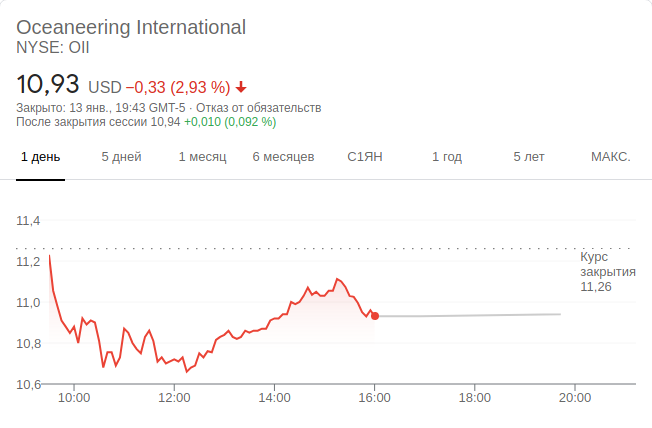 Oceaneering International
NYSE: OII
10,93 USD −0,33 (2,93 %)
Закрыто: 13 янв., 19:43 GMT-5 · Отказ от обязательств
После закрытия сессии 10,94 +0,010 (0,092 %)
1 день 5 дней 1 месяц 6 месяцев С1ЯН 1 год 5 лет МАКС.
11,4
11,2
11,0
10,8
10,6
Курс
закрытия
11,26
10:00 12:00 14:00 16:00 18:00 20:00